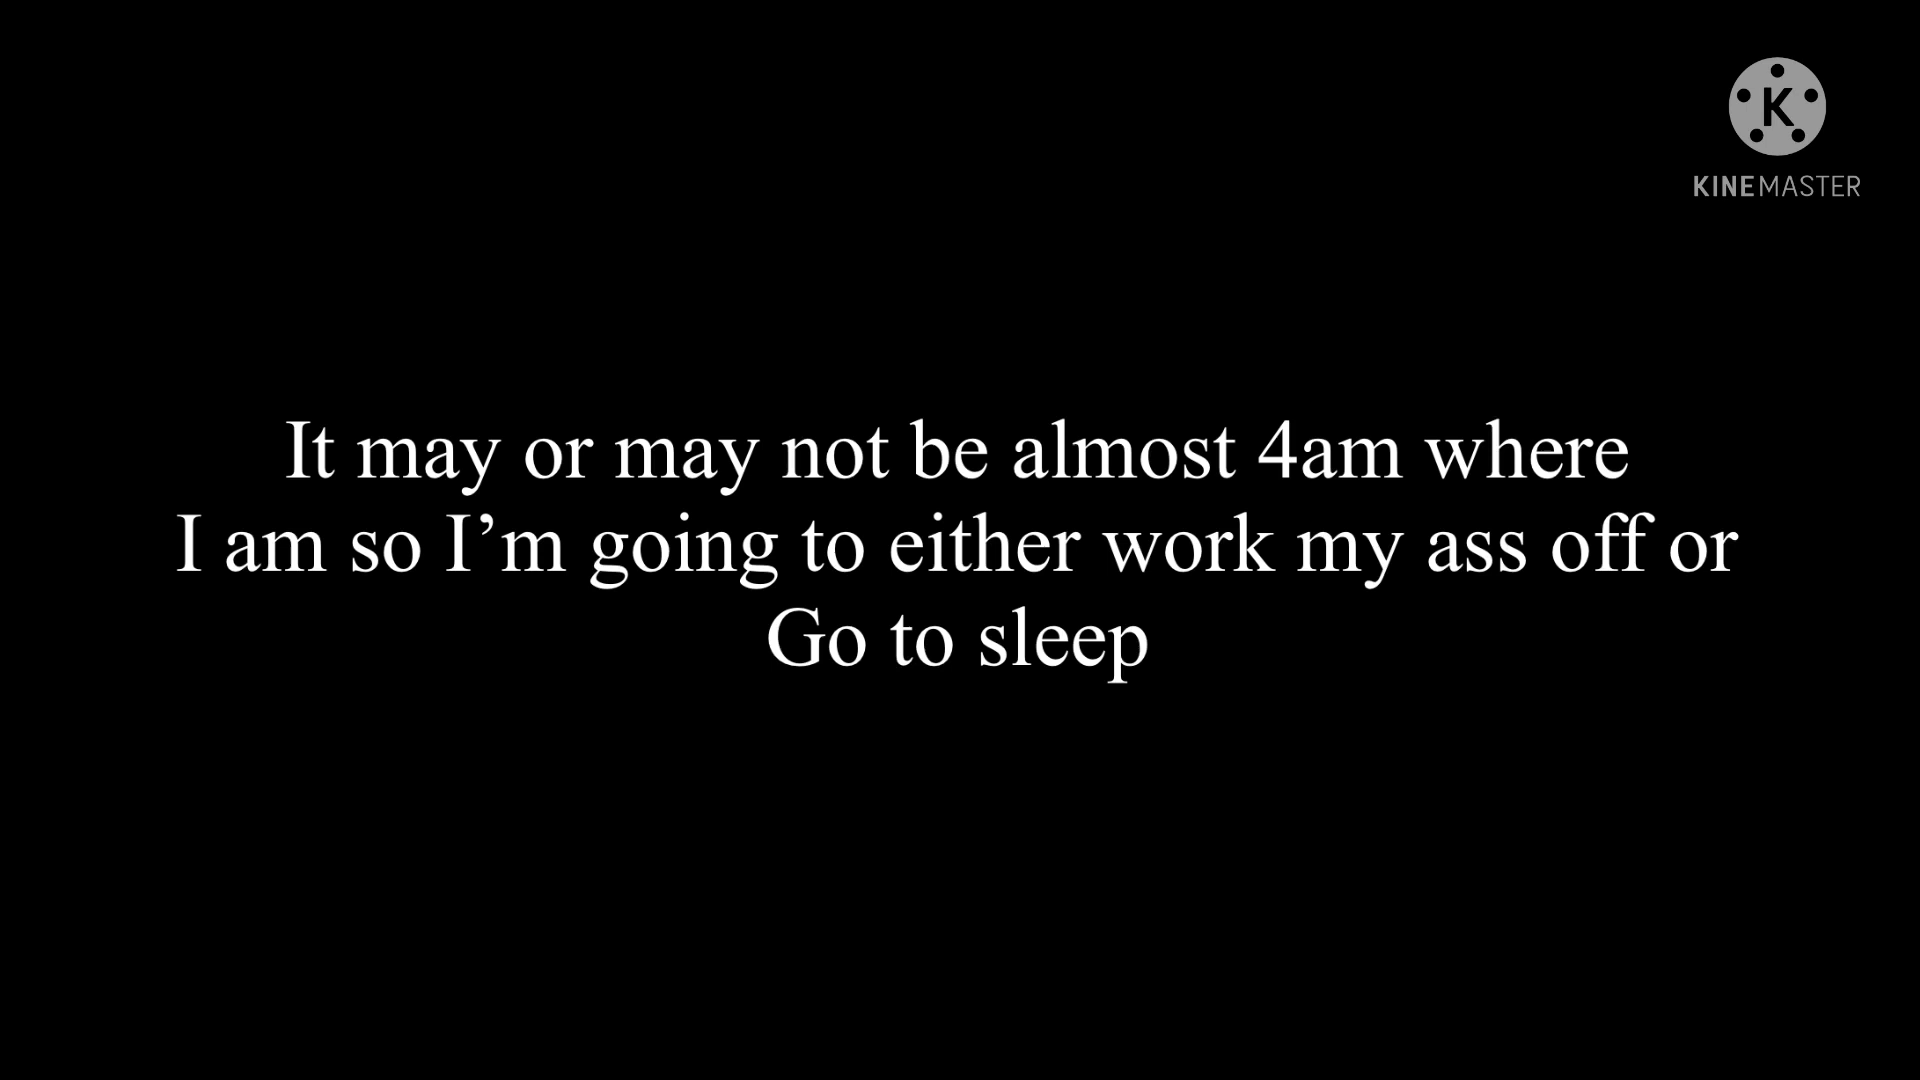 K
KINEMASTER
It may or may not be almost 4am where
I am so I’m going to either work my ass off or
Go to sleep